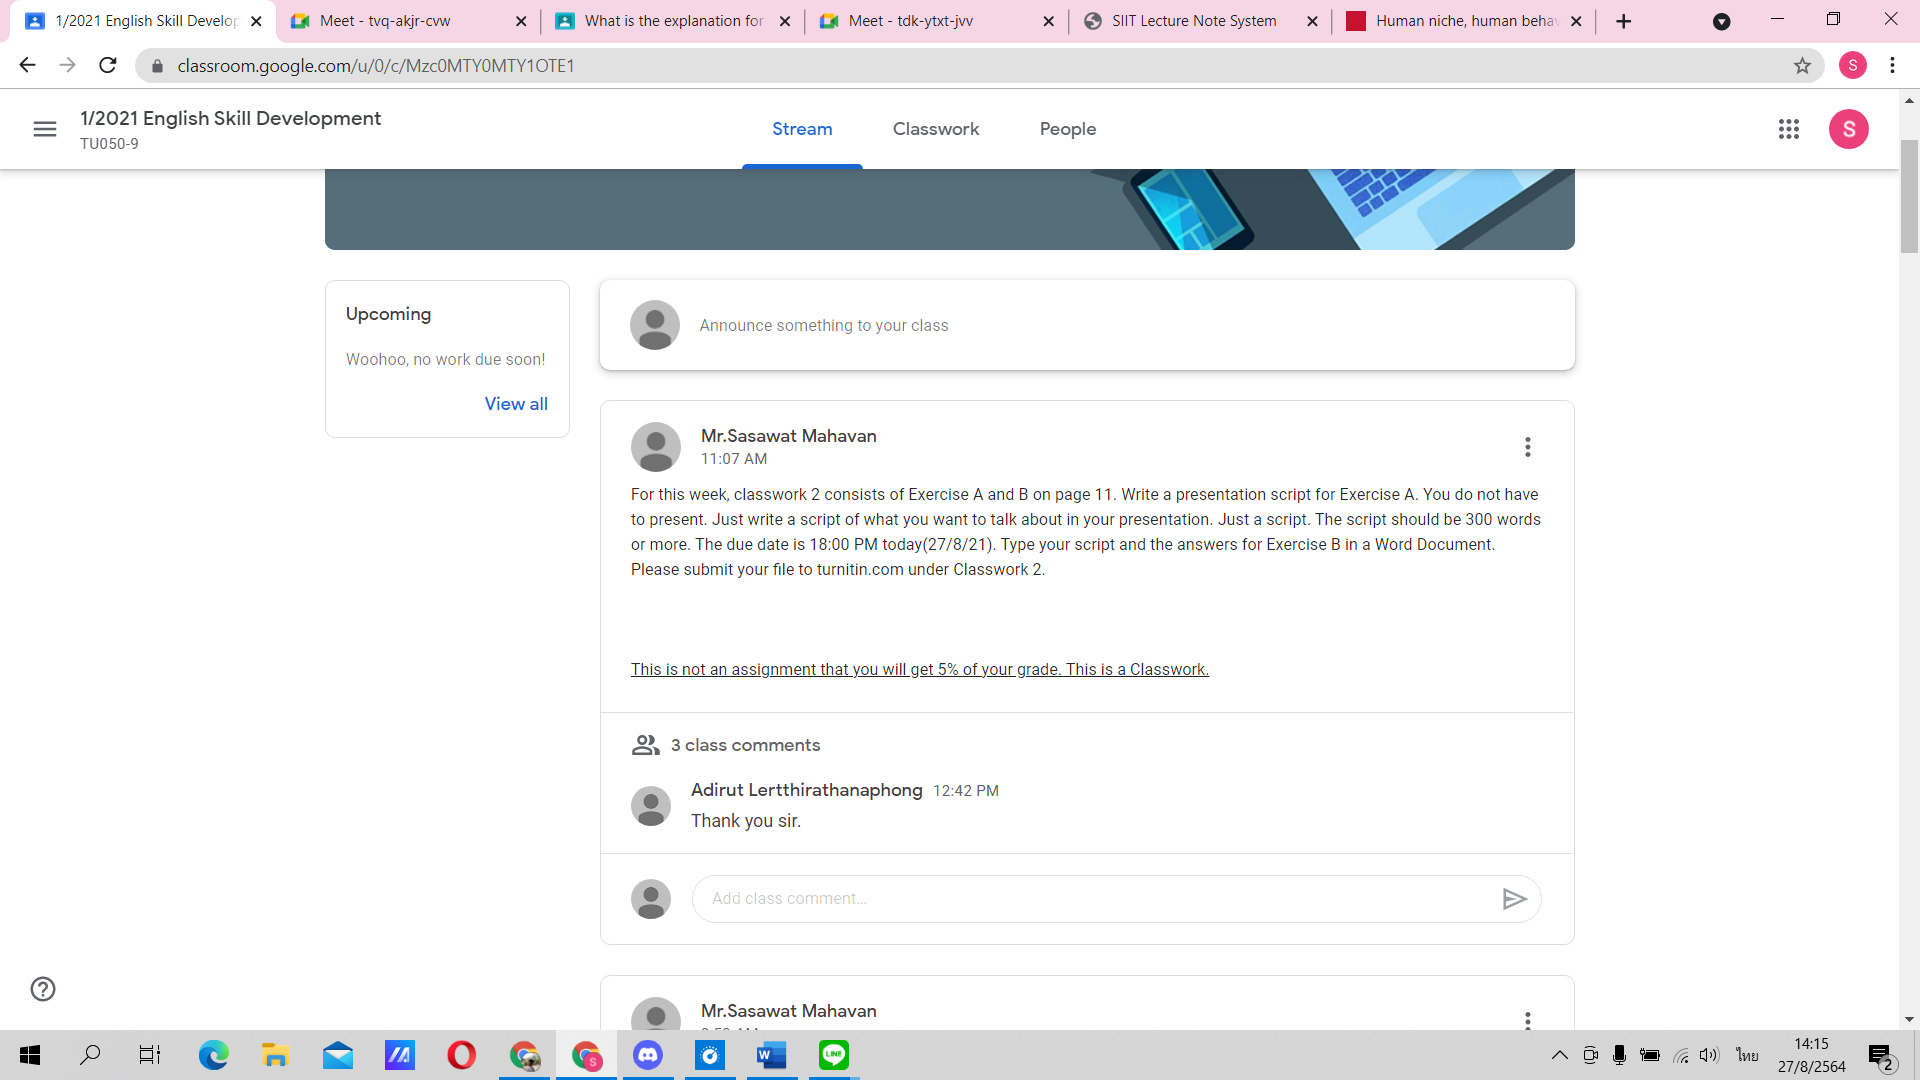 1/2021 English Skill Develop
Meet - tvq-akjr-cvw
What is the explanation for
Meet - tdk-ytxt-jvv
SIIT Lecture Note System
Human niche, human beha
classroom.google.com/u/0/c/Mzc0MTY0MTY1OTE1
S
1/2021 English Skill Development
TU050-9
Stream
Classwork
People
S
Upcoming
Woohoo, no work due soon!
View all
Announce something to your class
Mr.Sasawat Mahavan
11:07 AM
For this week, classwork 2 consists of Exercise A and B on page 11. Write a presentation script for Exercise A. You do not have
to present. Just write a script of what you want to talk about in your presentation. Just a script. The script should be 300 words
or more. The due date is 18:00 PM today(27/8/21). Type your script and the answers for Exercise B in a Word Document.
Please submit your file to turnitin.com under Classwork 2.
This is not an assignment that you will get 5% of your grade. This is a Classwork.
3 class comments
Adirut Lertthirathanaphong 12:42 PM
Thank you sir.
Add class comment...
Mr.Sasawat Mahavan
S
W
LINE
ไทย
14:15
27/8/2564
2